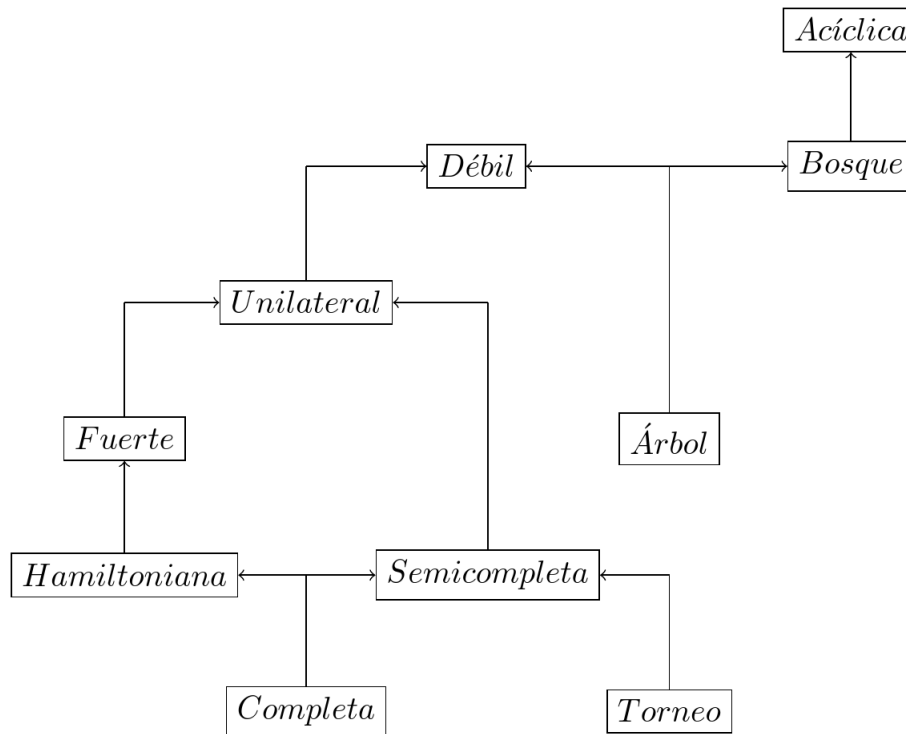 Acíclica
Débil
Bosque
Unilateral
Fuerte
Árbol
Hamiltoniana
Semicompleta
Completa
Torneo